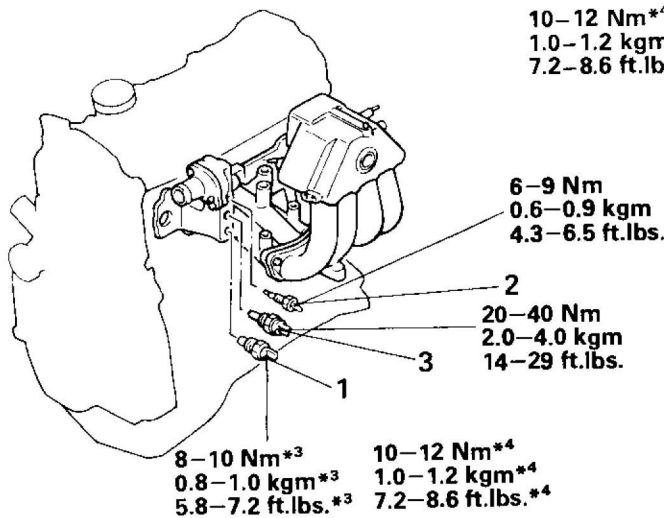 10–12 Nm*4
1.0–1.2 kgm
7.2–8.6 ft.lb
6–9 Nm
0.6–0.9 kgm
4.3–6.5 ft.lbs.
2
20–40 Nm
2.0–4.0 kgm
14–29 ft.lbs.
3
1
8–10 Nm*3
0.8–1.0 kgm*3
5.8–7.2 ft.lbs.*3
10–12 Nm*4
1.0–1.2 kgm*4
7.2–8.6 ft.lbs.*4